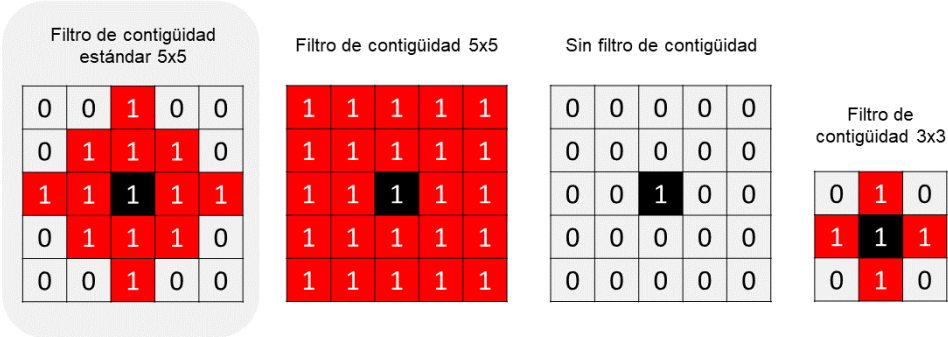 Filtro de contigüidad
estándar 5x5
0 0 1 0 0
0 1 1 1 0
1 1 1 1 1
0 1 1 1 0
0 0 1 0 0
Filtro de contigüidad 5x5
1 1 1 1 1
1 1 1 1 1
1 1 1 1 1
1 1 1 1 1
1 1 1 1 1
Sin filtro de contigüidad
0 0 0 0 0
0 0 0 0 0
0 0 1 0 0
0 0 0 0 0
0 0 0 0 0
Filtro de
contigüidad 3x3
0 1 0
1 1 1
0 1 0